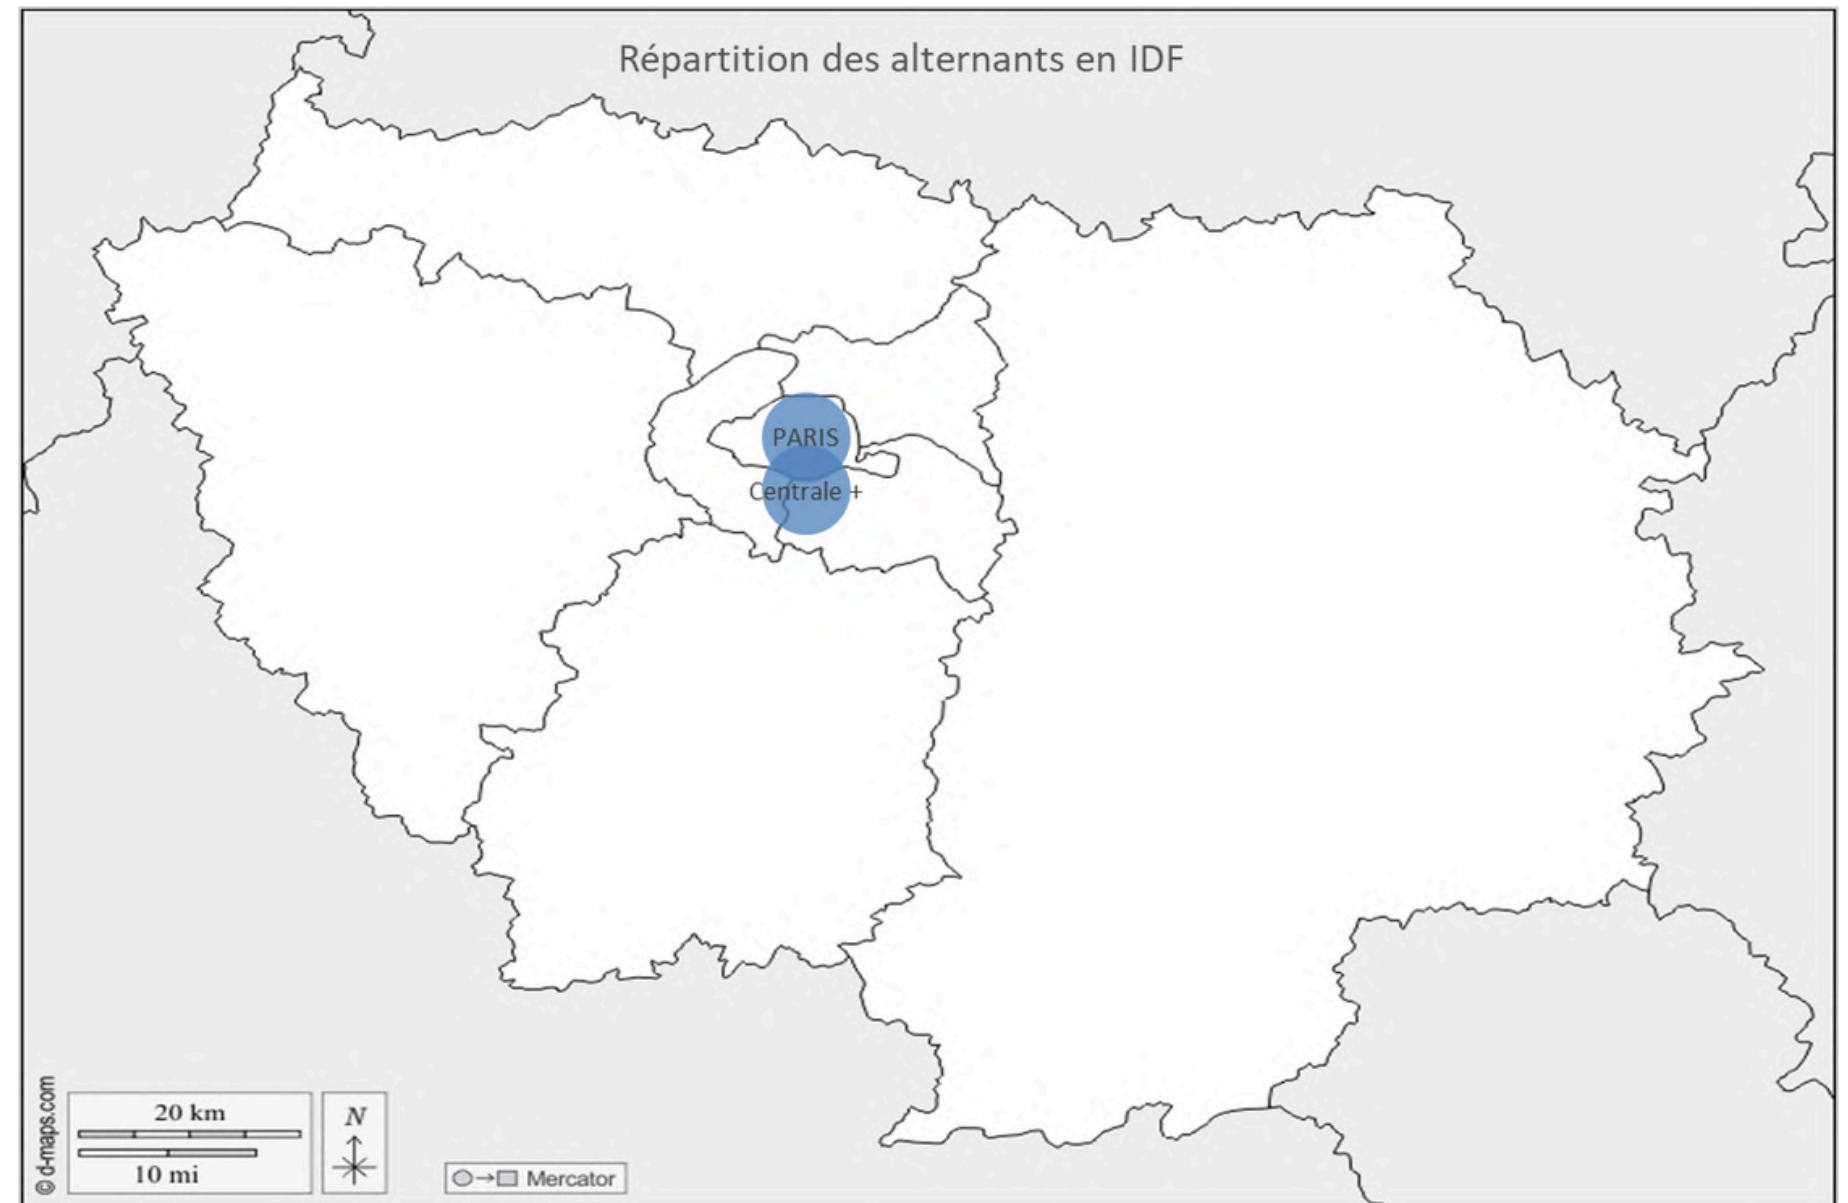 Répartition des alternants en IDF
PARIS
Centrale +
© d-maps.com
20 km
10 mi
N
Mercator